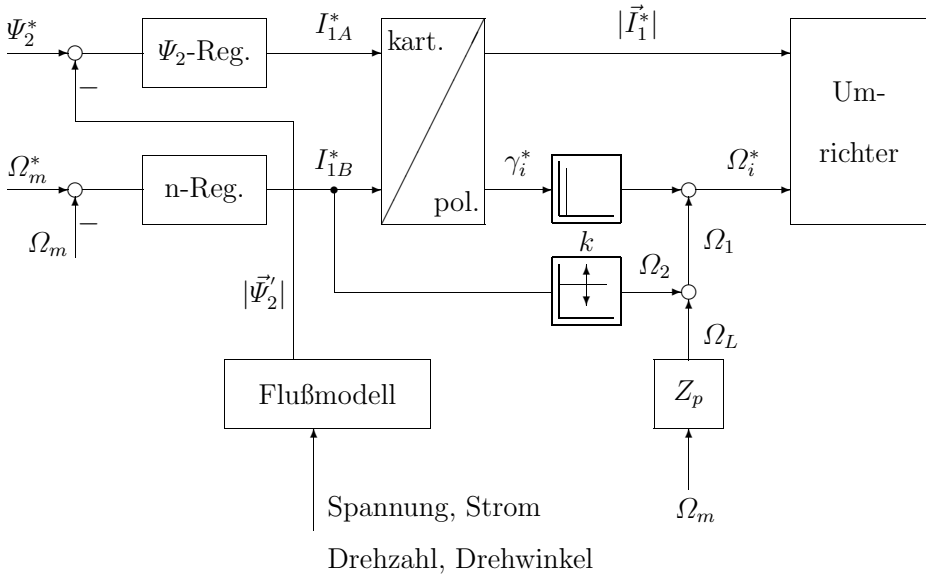 Ψ₂*
Ψ₂-Reg.
I₁A*
kart.
|I⃗₁*|
Um-
richter
−
Ωₘ*
n-Reg.
I₁B*
pol.
γᵢ*
Ωᵢ*
−
Ωₘ
k
Ω₂
Ω₁
|Ψ⃗₂′|
Ω_L
Flußmodell
Zₚ
Spannung, Strom
Ωₘ
Drehzahl, Drehwinkel